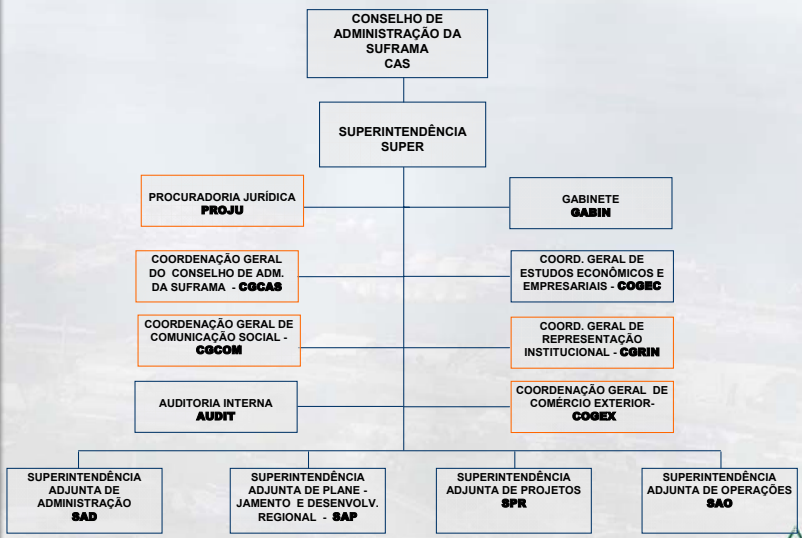 CONSELHO DE
ADMINISTRAÇÃO DA
SUFRAMA
CAS
SUPERINTENDÊNCIA
SUPER
PROCURADORIA JURÍDICA
PROJU
GABINETE
GABIN
COORDENAÇÃO GERAL
DO CONSELHO DE ADM.
DA SUFRAMA - CGCAS
COORD. GERAL DE
ESTUDOS ECONÔMICOS E
EMPRESARIAIS - COGEC
COORDENAÇÃO GERAL DE
COMUNICAÇÃO SOCIAL -
CGCOM
COORD. GERAL DE
REPRESENTAÇÃO
INSTITUCIONAL - CGRIN
AUDITORIA INTERNA
AUDIT
COORDENAÇÃO GERAL DE
COMÉRCIO EXTERIOR-
COGEX
SUPERINTENDÊNCIA
ADJUNTA DE
ADMINISTRAÇÃO
SAD
SUPERINTENDÊNCIA
ADJUNTA DE PLANE -
JAMENTO E DESENVOLV.
REGIONAL - SAP
SUPERINTENDÊNCIA
ADJUNTA DE PROJETOS
SPR
SUPERINTENDÊNCIA
ADJUNTA DE OPERAÇÕES
SAO